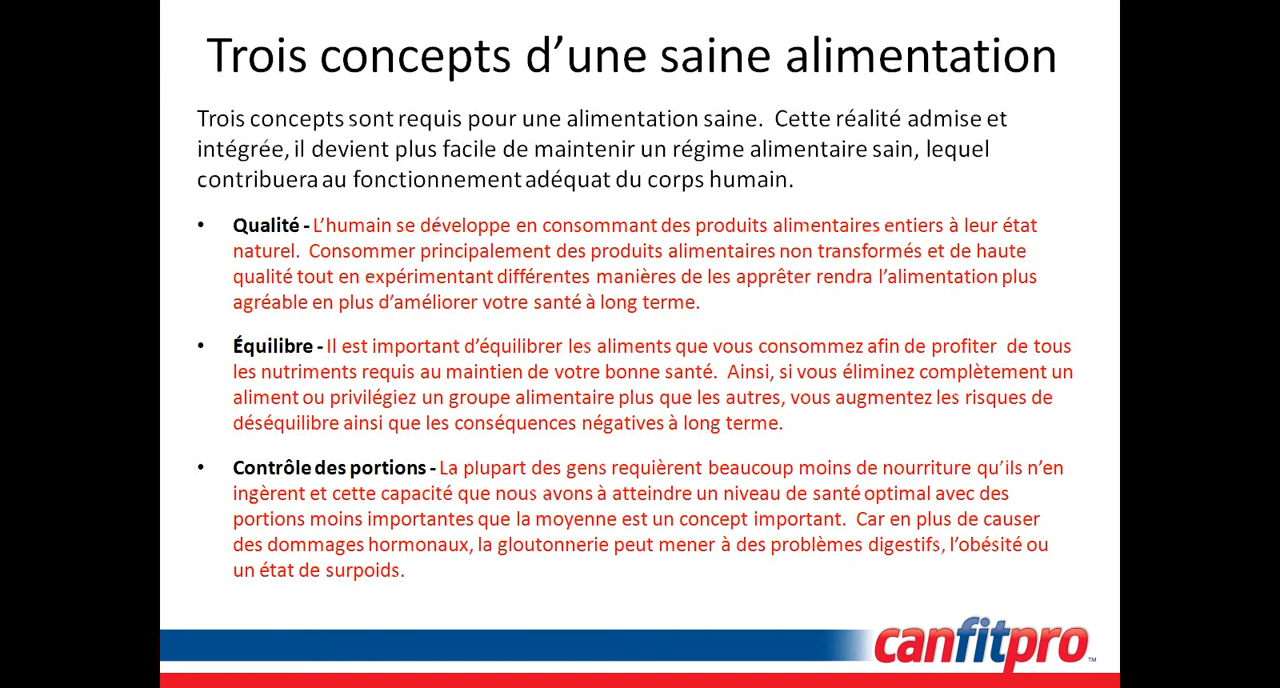 Trois concepts d’une saine alimentation
Trois concepts sont requis pour une alimentation saine.  Cette réalité admise et
intégrée, il devient plus facile de maintenir un régime alimentaire sain, lequel
contribuera au fonctionnement adéquat du corps humain.
• Qualité - L’humain se développe en consommant des produits alimentaires entiers à leur état
naturel.  Consommer principalement des produits alimentaires non transformés et de haute
qualité tout en expérimentant différentes manières de les apprêter rendra l’alimentation plus
agréable en plus d’améliorer votre santé à long terme.
• Équilibre - Il est important d’équilibrer les aliments que vous consommez afin de profiter  de tous
les nutriments requis au maintien de votre bonne santé.  Ainsi, si vous éliminez complètement un
aliment ou privilégiez un groupe alimentaire plus que les autres, vous augmentez les risques de
déséquilibre ainsi que les conséquences négatives à long terme.
• Contrôle des portions - La plupart des gens requièrent beaucoup moins de nourriture qu’ils n’en
ingèrent et cette capacité que nous avons à atteindre un niveau de santé optimal avec des
portions moins importantes que la moyenne est un concept important.  Car en plus de causer
des dommages hormonaux, la gloutonnerie peut mener à des problèmes digestifs, l’obésité ou
un état de surpoids.
canfitpro™